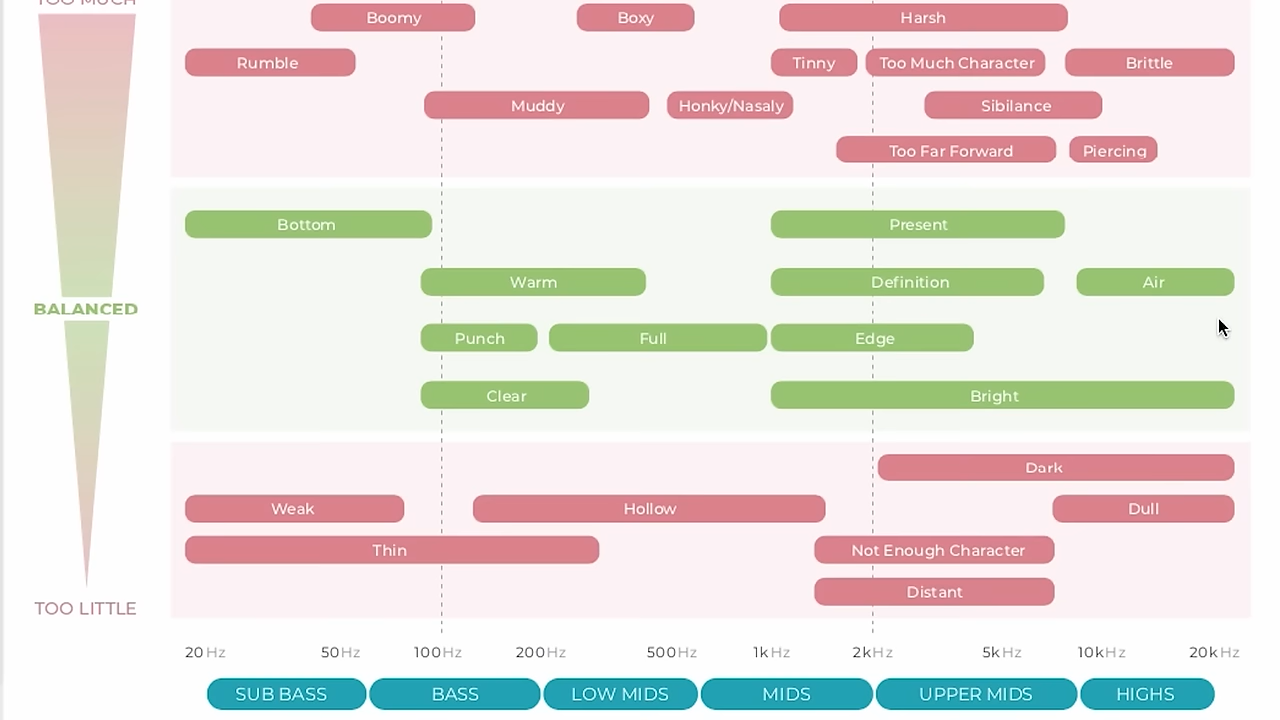 TOO MUCH
Boomy Boxy Harsh
Rumble Tinny Too Much Character Brittle
Muddy Honky/Nasaly Sibilance
Too Far Forward Piercing
Bottom Present
Warm Definition Air
BALANCED
Punch Full Edge
Clear Bright
Dark
Weak Hollow Dull
Thin Not Enough Character
Distant
TOO LITTLE
20Hz 50Hz 100Hz 200Hz 500Hz 1kHz 2kHz 5kHz 10kHz 20kHz
SUB BASS BASS LOW MIDS MIDS UPPER MIDS HIGHS